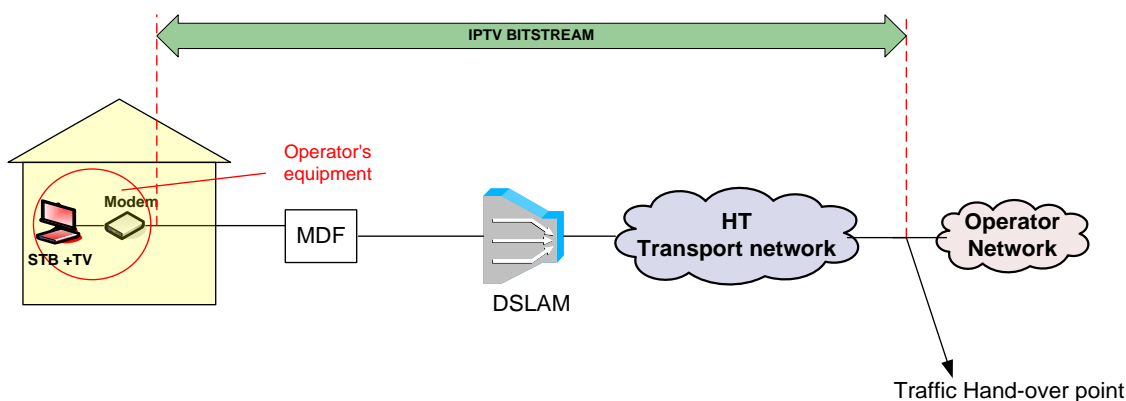 IPTV BITSTREAM
Operator's
equipment
Modem
STB +TV
MDF
DSLAM
HT
Transport network
Operator
Network
Traffic Hand-over point